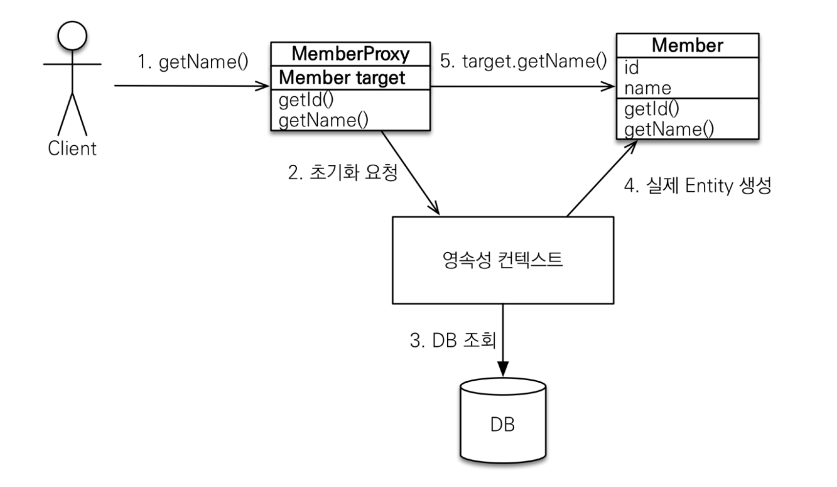 1. getName()
MemberProxy
Member target
getId()
getName()
5. target.getName()
Member
id
name
getId()
getName()
Client
2. 초기화 요청
4. 실제 Entity 생성
영속성 컨텍스트
3. DB 조회
DB